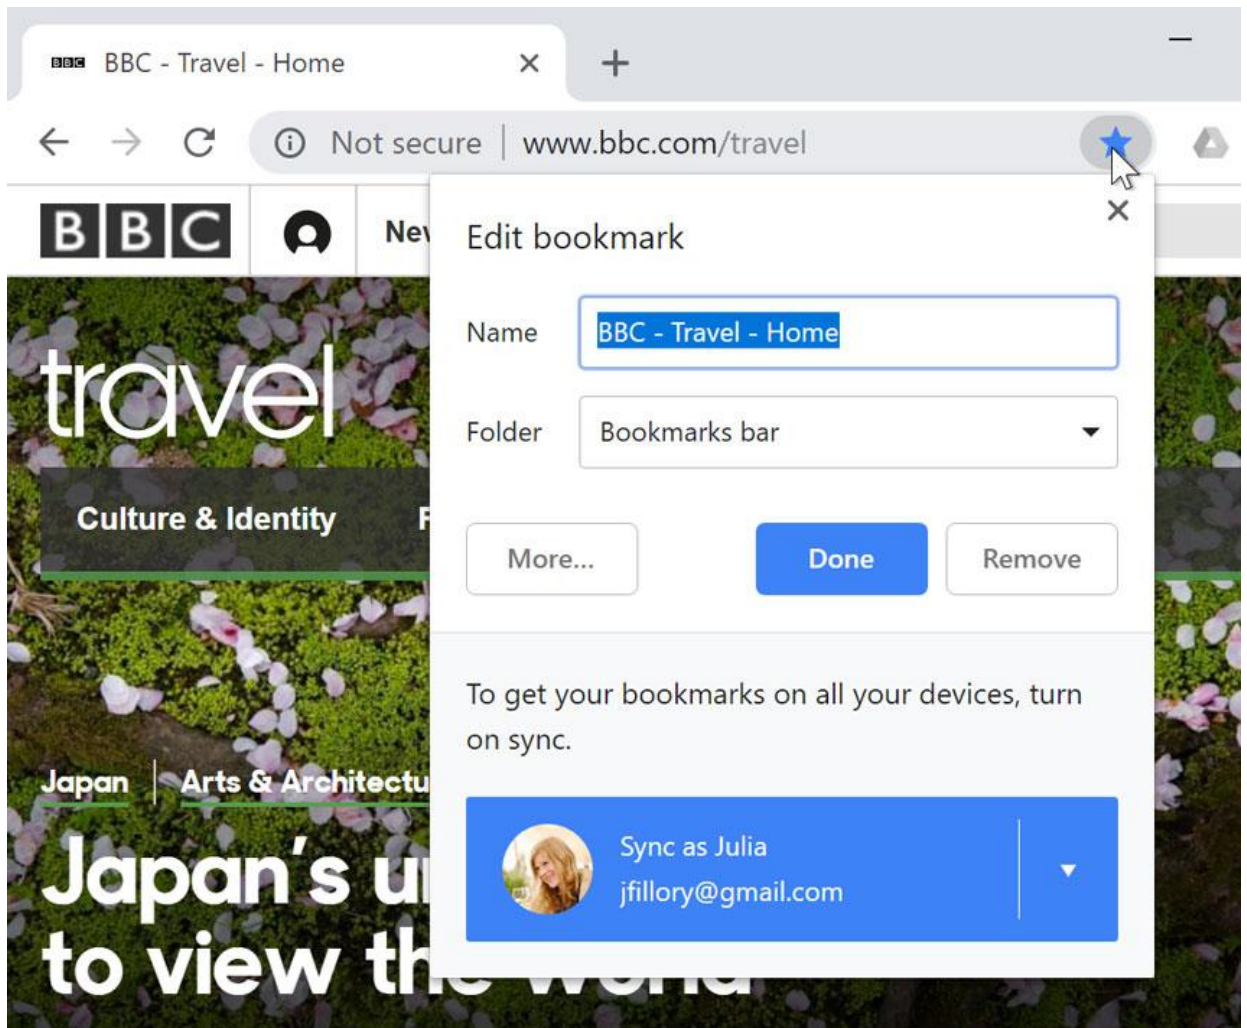 BBC BBC - Travel - Home
Not secure | www.bbc.com/travel
BBC
Edit bookmark
Name BBC - Travel - Home
travel
Folder Bookmarks bar
Culture & Identity
More... Done Remove
To get your bookmarks on all your devices, turn
on sync.
Japan | Arts &
Sync as Julia
jfillory@gmail.com
Japan's
to view